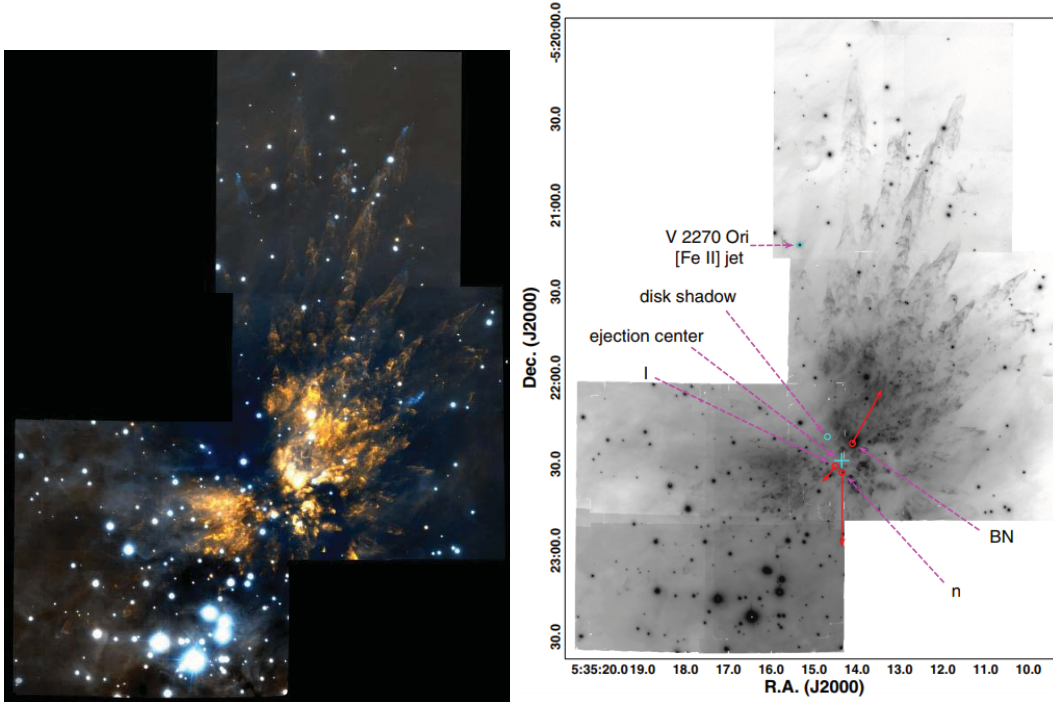 -5:20:00.0
30.0
21:00.0
30.0
22:00.0
30.0
23:00.0
30.0
Dec. (J2000)
V 2270 Ori
[Fe II] jet
disk shadow
ejection center
I
BN
n
5:35:20.0 19.0 18.0 17.0 16.0 15.0 14.0 13.0 12.0 11.0 10.0
R.A. (J2000)